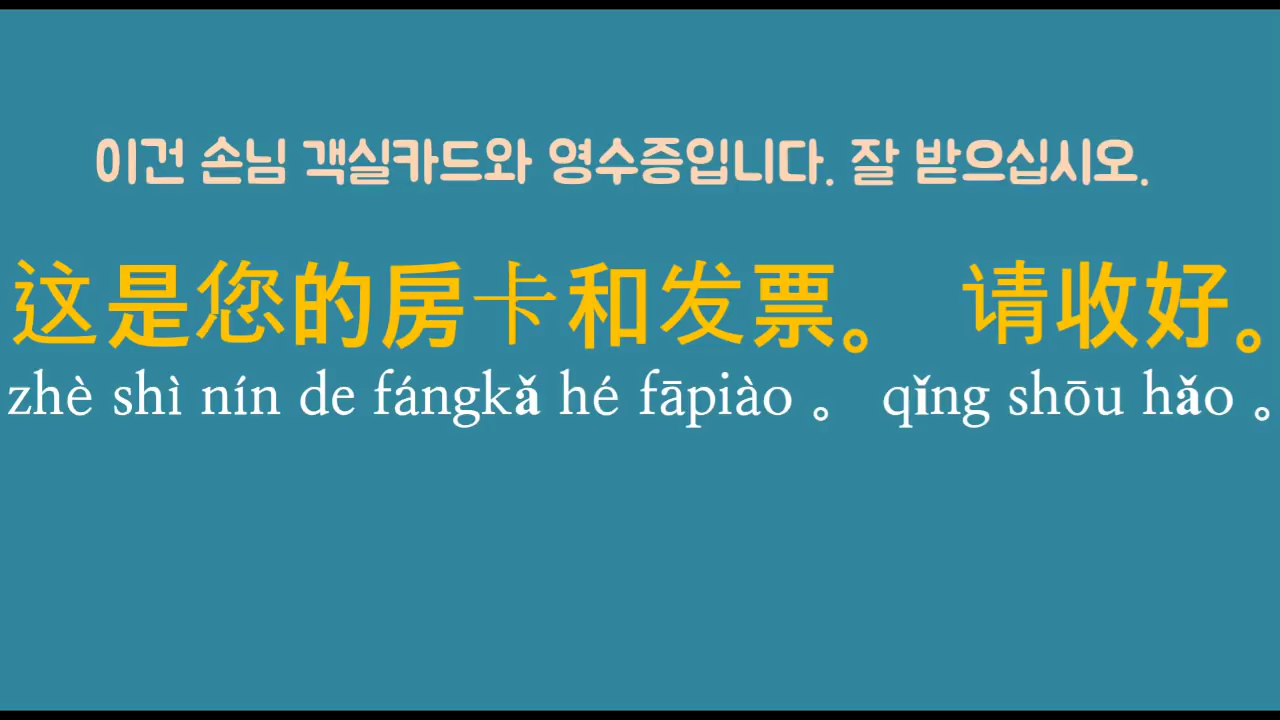 이건 손님 객실카드와 영수증입니다. 잘 받으십시오.
这是您的房卡和发票。 请收好。
zhè shì nín de fángkǎ hé fāpiào 。 qǐng shōu hǎo 。